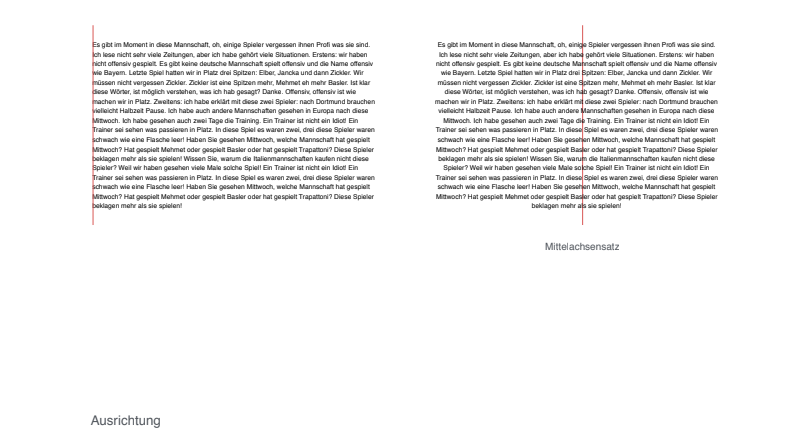 Es gibt im Moment in diese Mannschaft, oh, einige Spieler vergessen ihnen Profi was sie sind.
Ich lese nicht sehr viele Zeitungen, aber ich habe gehört viele Situationen. Erstens: wir haben
nicht offensiv gespielt. Es gibt keine deutsche Mannschaft spielt offensiv und die Name offensiv
wie Bayern. Letzte Spiel hatten wir in Platz drei Spitzen: Elber, Jancka und dann Zickler. Wir
müssen nicht vergessen Zickler. Zickler ist eine Spitzen mehr, Mehmet eh mehr Basler. Ist klar
diese Wörter, ist möglich verstehen, was ich hab gesagt? Danke. Offensiv, offensiv ist wie
machen wir in Platz. Zweitens: ich habe erklärt mit diese zwei Spieler: nach Dortmund brauchen
vielleicht Halbzeit Pause. Ich habe auch andere Mannschaften gesehen in Europa nach diese
Mittwoch. Ich habe gesehen auch zwei Tage die Training. Ein Trainer ist nicht ein Idiot! Ein
Trainer sei sehen was passieren in Platz. In diese Spiel es waren zwei, drei diese Spieler waren
schwach wie eine Flasche leer! Haben Sie gesehen Mittwoch, welche Mannschaft hat gespielt
Mittwoch? Hat gespielt Mehmet oder gespielt Basler oder hat gespielt Trapattoni? Diese Spieler
beklagen mehr als sie spielen! Wissen Sie, warum die Italienmannschaften kaufen nicht diese
Spieler? Weil wir haben gesehen viele Male solche Spiel! Ein Trainer ist nicht ein Idiot! Ein
Trainer sei sehen was passieren in Platz. In diese Spiel es waren zwei, drei diese Spieler waren
schwach wie eine Flasche leer! Haben Sie gesehen Mittwoch, welche Mannschaft hat gespielt
Mittwoch? Hat gespielt Mehmet oder gespielt Basler oder hat gespielt Trapattoni? Diese Spieler
beklagen mehr als sie spielen!
Es gibt im Moment in diese Mannschaft, oh, einige Spieler vergessen ihnen Profi was sie sind.
Ich lese nicht sehr viele Zeitungen, aber ich habe gehört viele Situationen. Erstens: wir haben
nicht offensiv gespielt. Es gibt keine deutsche Mannschaft spielt offensiv und die Name offensiv
wie Bayern. Letzte Spiel hatten wir in Platz drei Spitzen: Elber, Jancka und dann Zickler. Wir
müssen nicht vergessen Zickler. Zickler ist eine Spitzen mehr, Mehmet eh mehr Basler. Ist klar
diese Wörter, ist möglich verstehen, was ich hab gesagt? Danke. Offensiv, offensiv ist wie
machen wir in Platz. Zweitens: ich habe erklärt mit diese zwei Spieler: nach Dortmund brauchen
vielleicht Halbzeit Pause. Ich habe auch andere Mannschaften gesehen in Europa nach diese
Mittwoch. Ich habe gesehen auch zwei Tage die Training. Ein Trainer ist nicht ein Idiot! Ein
Trainer sei sehen was passieren in Platz. In diese Spiel es waren zwei, drei diese Spieler waren
schwach wie eine Flasche leer! Haben Sie gesehen Mittwoch, welche Mannschaft hat gespielt
Mittwoch? Hat gespielt Mehmet oder gespielt Basler oder hat gespielt Trapattoni? Diese Spieler
beklagen mehr als sie spielen! Wissen Sie, warum die Italienmannschaften kaufen nicht diese
Spieler? Weil wir haben gesehen viele Male solche Spiel! Ein Trainer ist nicht ein Idiot! Ein
Trainer sei sehen was passieren in Platz. In diese Spiel es waren zwei, drei diese Spieler waren
schwach wie eine Flasche leer! Haben Sie gesehen Mittwoch, welche Mannschaft hat gespielt
Mittwoch? Hat gespielt Mehmet oder gespielt Basler oder hat gespielt Trapattoni? Diese Spieler
beklagen mehr als sie spielen!
Mittelachsensatz
Ausrichtung